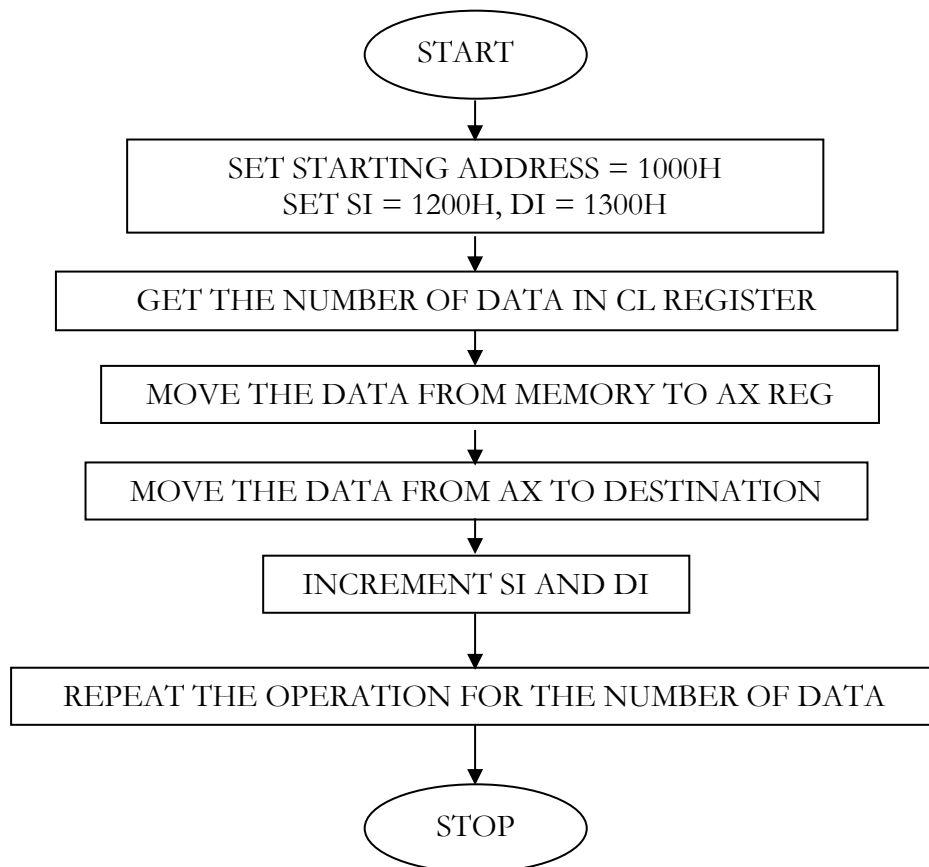 START
SET STARTING ADDRESS = 1000H
SET SI = 1200H, DI = 1300H
GET THE NUMBER OF DATA IN CL REGISTER
MOVE THE DATA FROM MEMORY TO AX REG
MOVE THE DATA FROM AX TO DESTINATION
INCREMENT SI AND DI
REPEAT THE OPERATION FOR THE NUMBER OF DATA
STOP